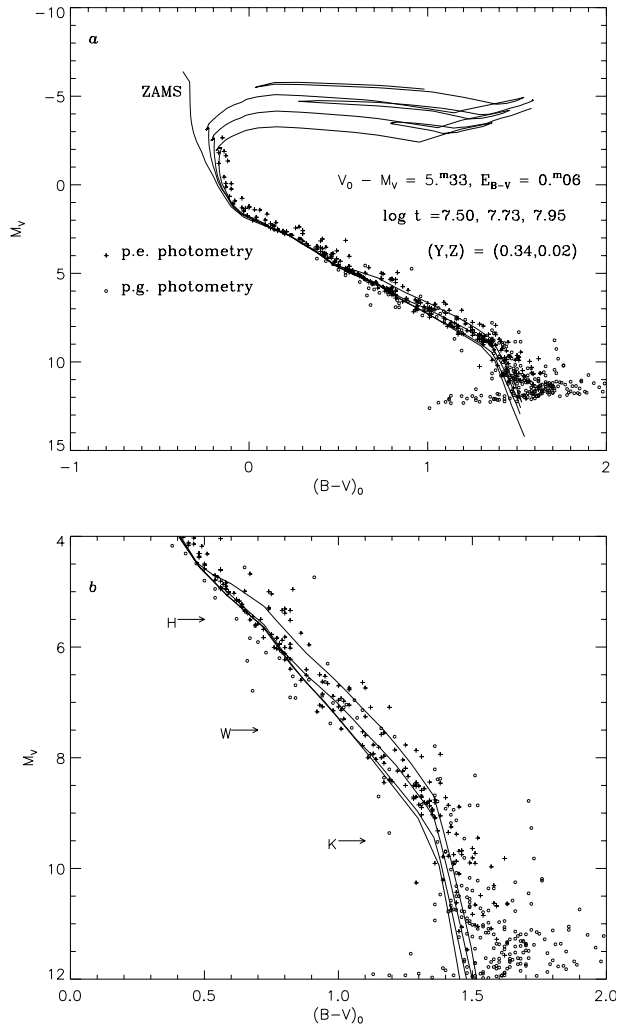 −10
a
−5
ZAMS
0
V₀ − Mᵥ = 5.ᵐ33, E_B−V = 0.ᵐ06
log t =7.50, 7.73, 7.95
p.e. photometry
(Y,Z) = (0.34,0.02)
5
p.g. photometry
10
15
Mᵥ
−1 0 1 2
(B−V)₀
4
b
H
6
W
8
K
10
12
Mᵥ
0.0 0.5 1.0 1.5 2.0
(B−V)₀